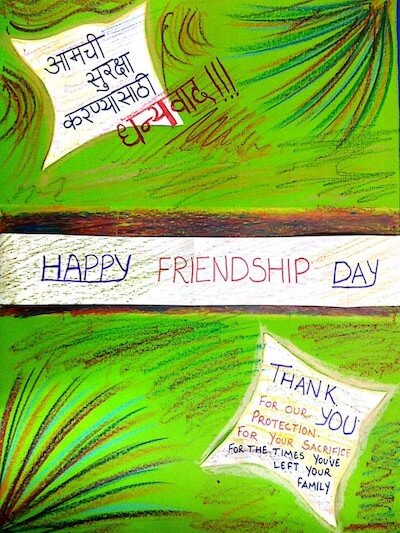 आमची
सुरक्षा
करण्यासाठी
धन्यवाद!!!
HAPPY FRIENDSHIP DAY
THANK
YOU
FOR OUR
PROTECTION.
FOR YOUR SACRIFICE
FOR THE TIMES YOU'VE
LEFT YOUR
FAMILY